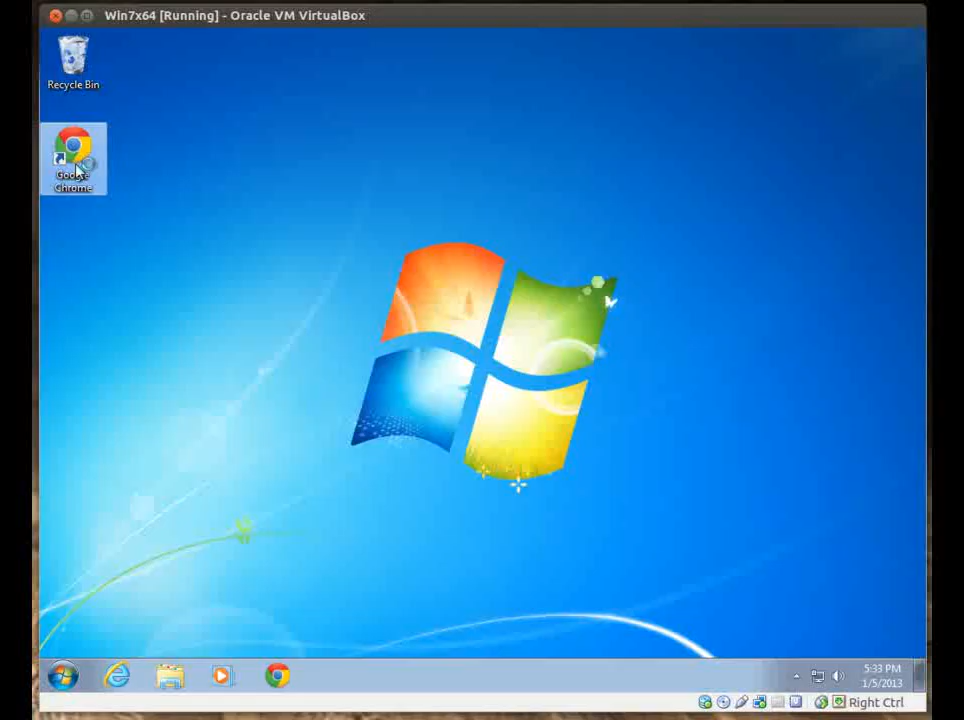 Win7x64 [Running] - Oracle VM VirtualBox
Recycle Bin
Google
Chrome
5:33 PM
1/5/2013
Right Ctrl